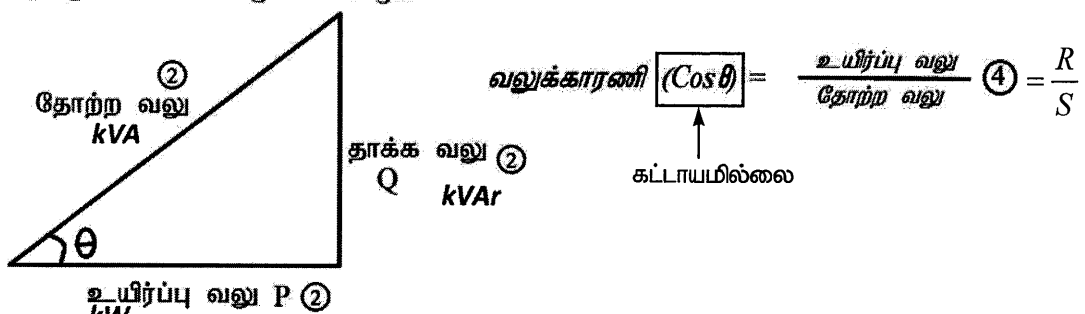 ② தோற்ற வலு
kVA
தாக்க வலு ②
Q kVAr
θ
உயிர்ப்பு வலு P ②
kW
வலுக்காரணி (Cosθ) = உயிர்ப்பு வலு / தோற்ற வலு ④ = R / S
கட்டாயமில்லை